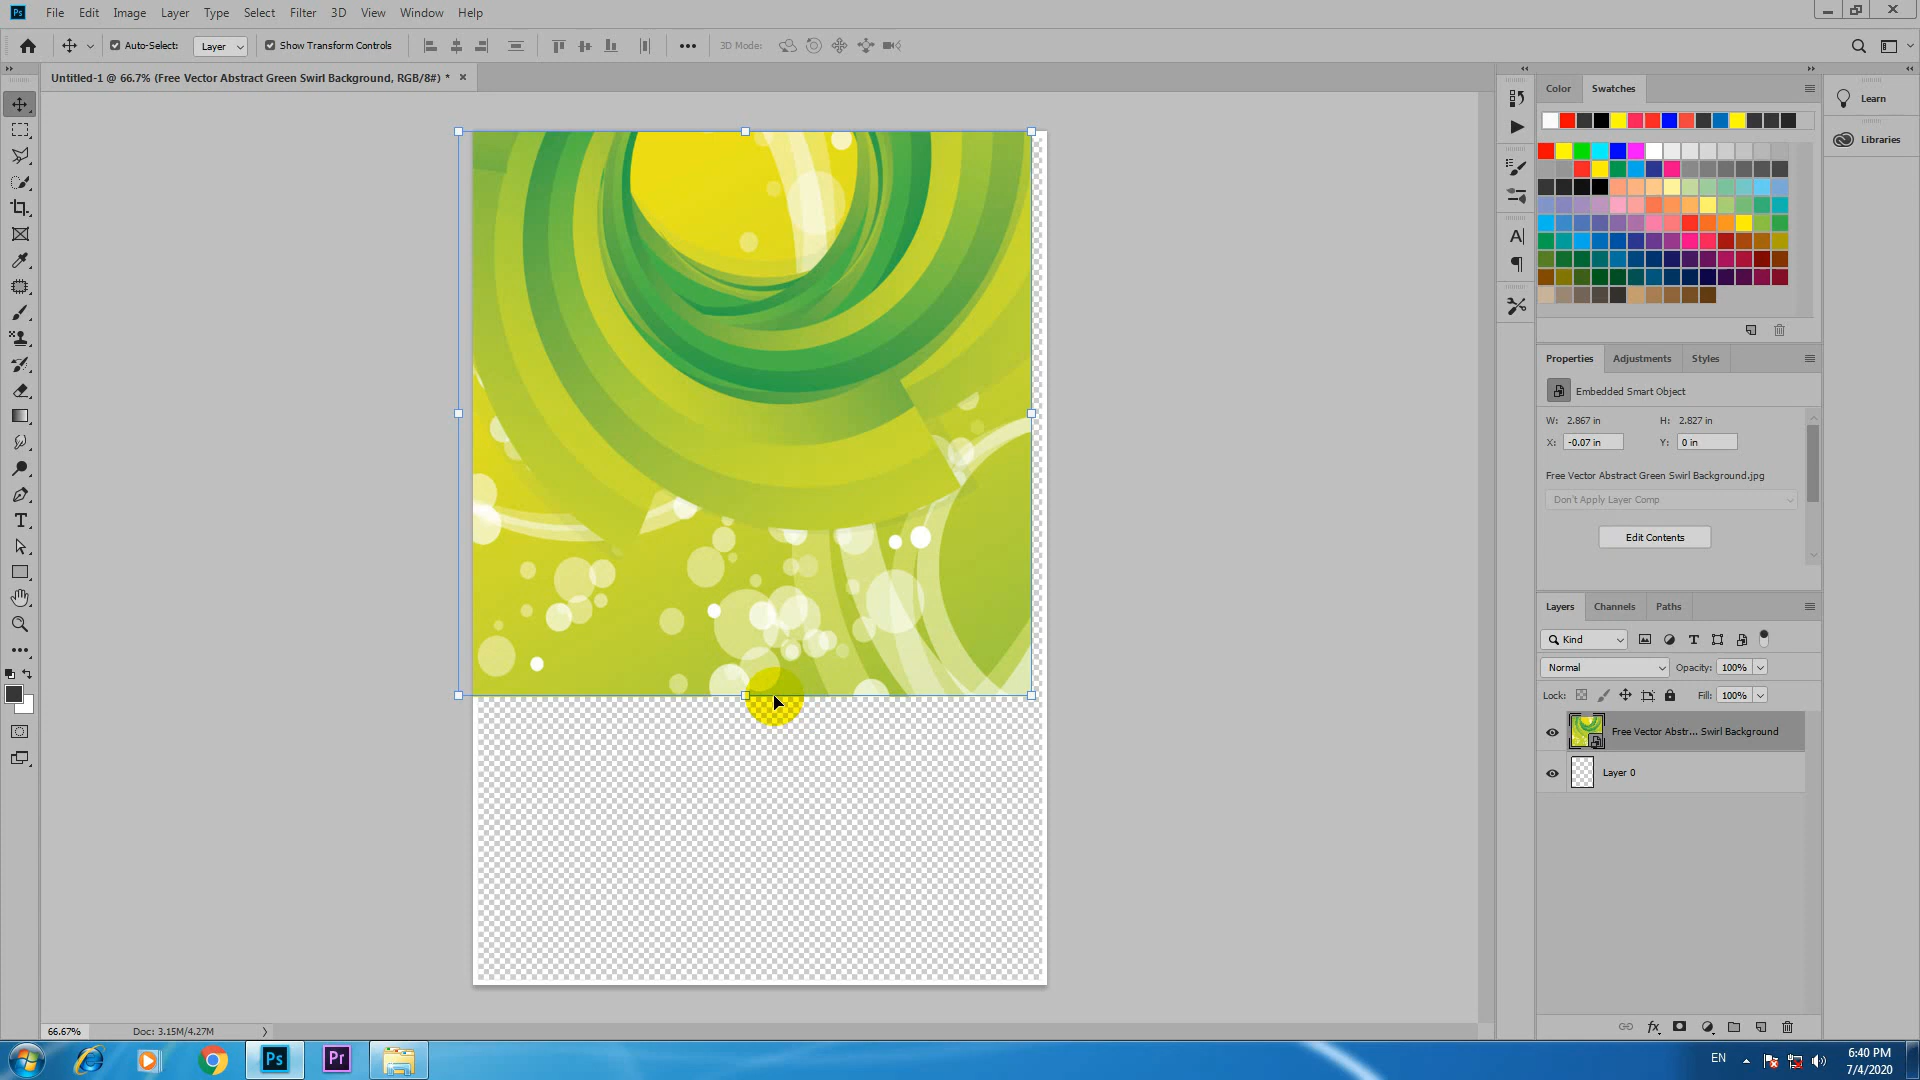 Ps File Edit Image Layer Type Select Filter 3D View Window Help
Auto-Select: Layer Show Transform Controls 3D Mode:
Untitled-1 @ 66.7% (Free Vector Abstract Green Swirl Background, RGB/8#) *
Color Swatches
Learn
Libraries
Properties Adjustments Styles
Embedded Smart Object
W: 2.867 in H: 2.827 in
X: -0.07 in Y: 0 in
Free Vector Abstract Green Swirl Background.jpg
Don't Apply Layer Comp
Edit Contents
Layers Channels Paths
Kind
Normal Opacity: 100%
Lock: Fill: 100%
Free Vector Abstr... Swirl Background
Layer 0
66.67% Doc: 3.15M/4.27M
Ps Pr EN 6:40 PM
7/4/2020